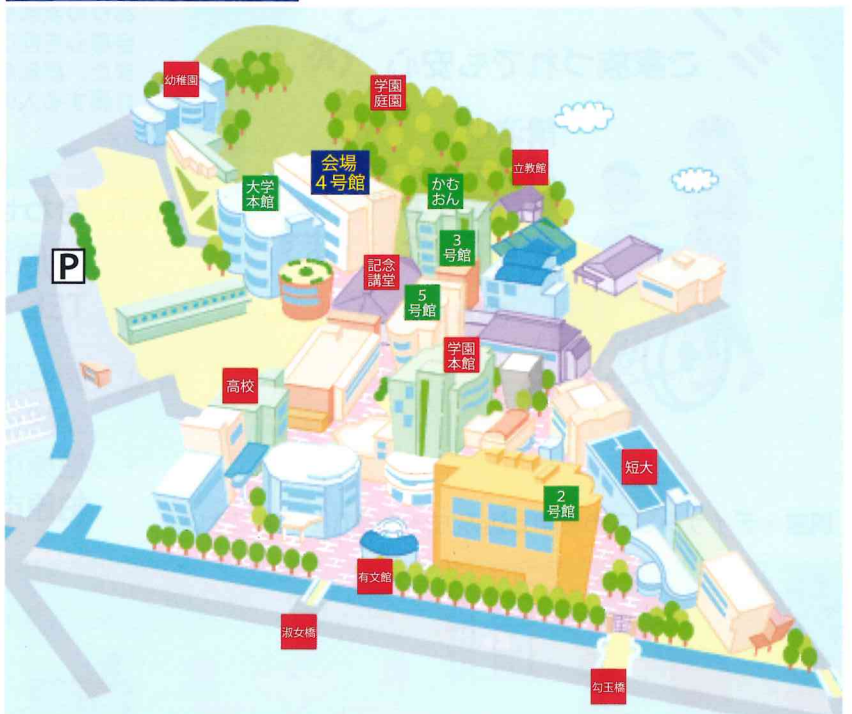 幼稚園
学園
庭園
会場
4号館
大学
本館
かむ
おん
立教館
3
号館
P
記念
講堂
5
号館
学園
本館
高校
短大
2
号館
有文館
淑女橋
勾玉橋